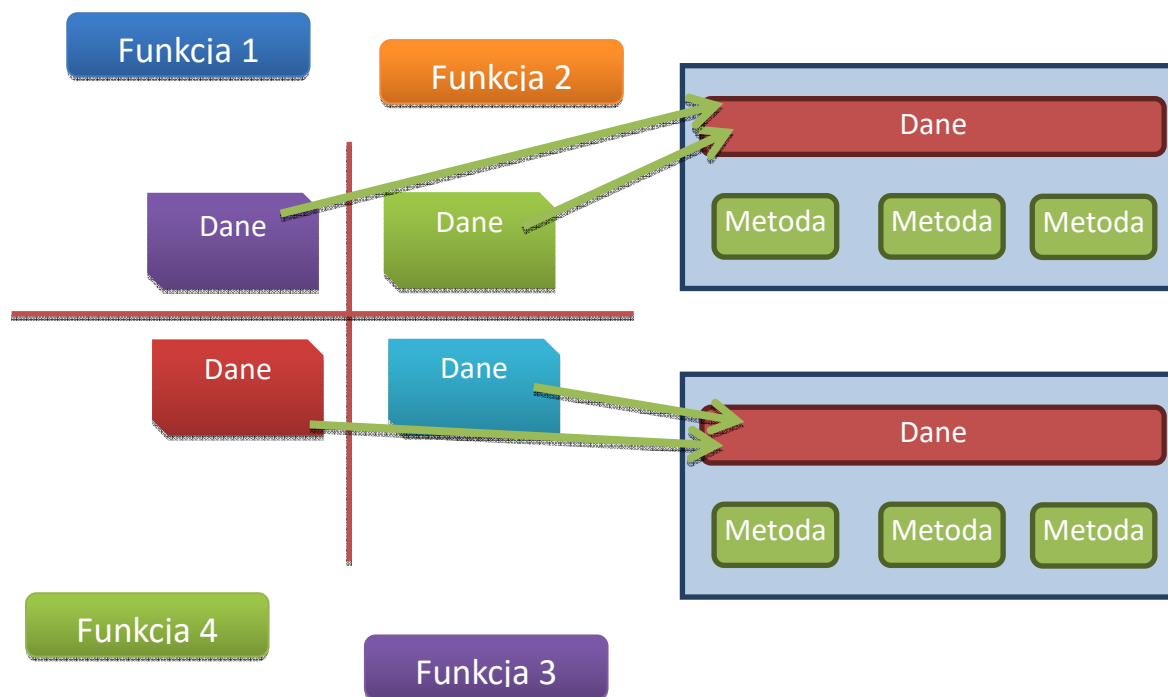 Funkcja 1
Funkcja 2
Dane
Metoda Metoda Metoda
Dane
Dane
Dane
Dane
Dane
Metoda Metoda Metoda
Funkcja 4
Funkcja 3